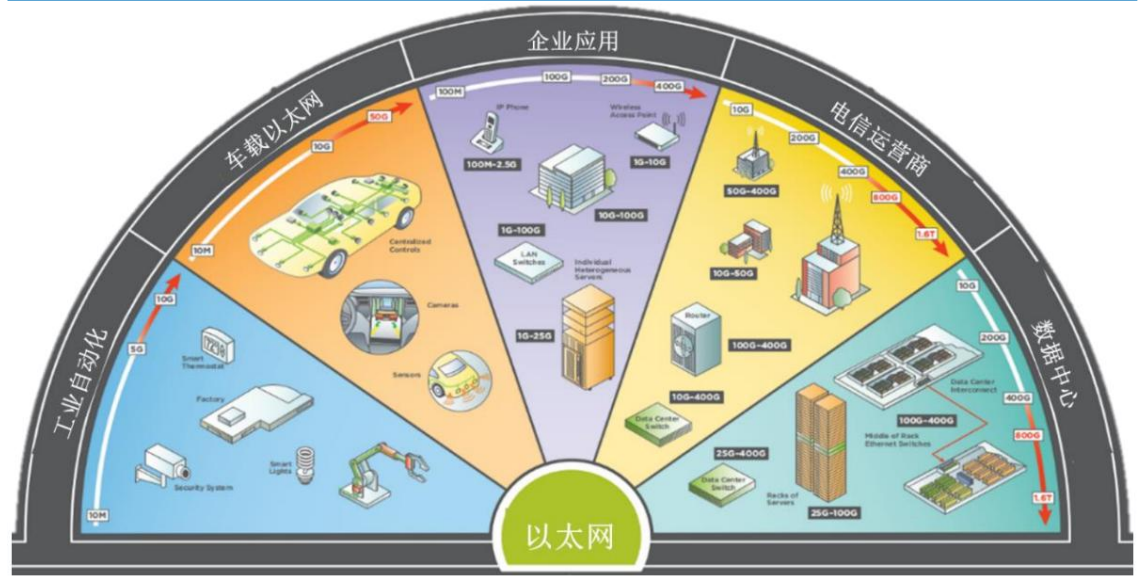 企业应用
车载以太网
电信运营商
工业自动化
数据中心
10M
5G
10G
Smart
Thermostat
Factory
Security System
Smart
Lights
10M
10G
50G
Centralized
Controls
Cameras
Sensors
100M
100G
200G
400G
IP Phone
100M-2.5G
Wireless
Access Point
1G-10G
10G-100G
1G-100G
LAN
Switches
Individual
Heterogeneous
Servers
1G-25G
10G
200G
400G
800G
1.6T
50G-400G
10G-50G
Router
100G-400G
10G-400G
Data Center
Switch
10G
200G
400G
800G
1.6T
Data Center
Interconnect
100G-400G
Middle of Rack
Ethernet Switches
25G-400G
Data Center
Switch
Racks of
Servers
25G-100G
以太网